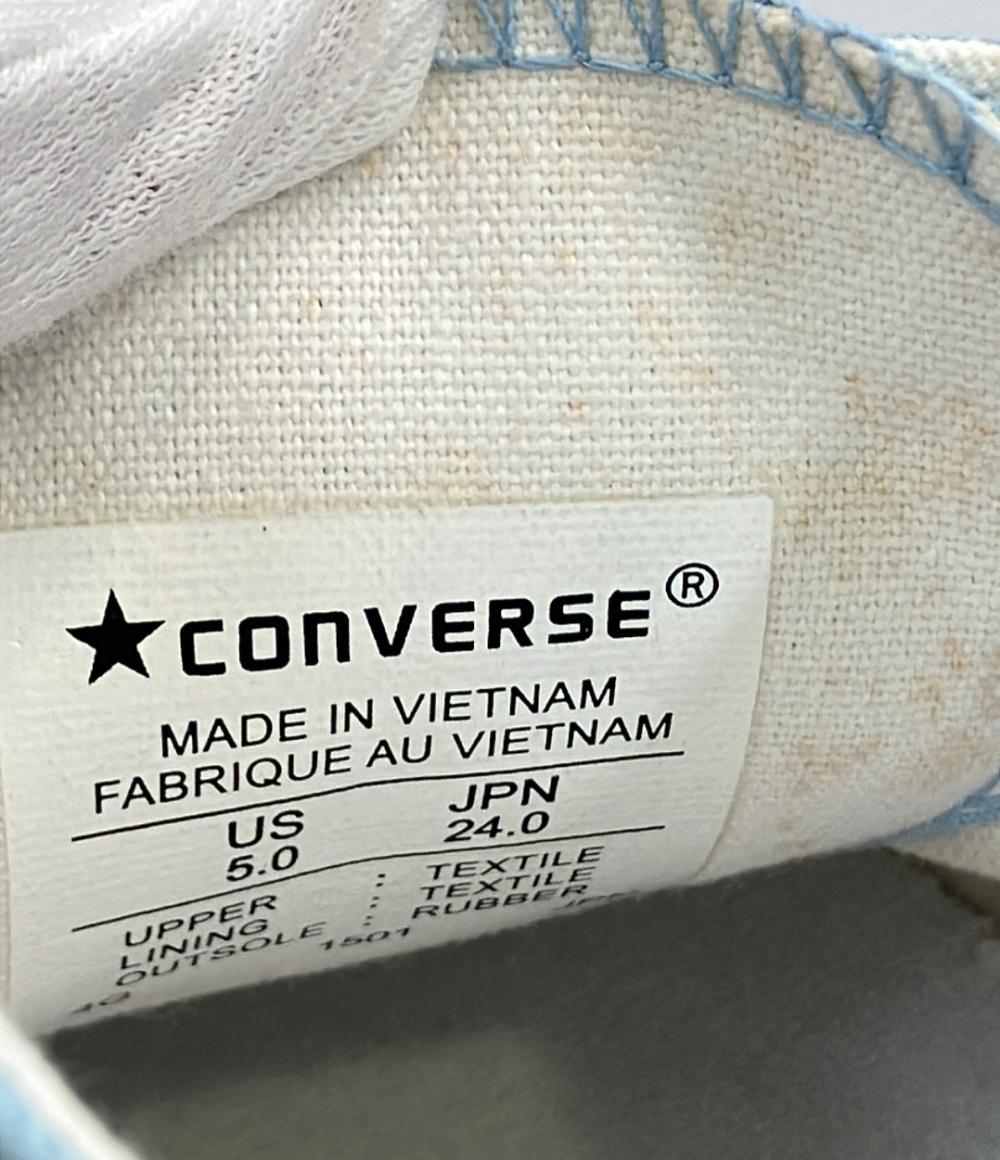 ★CONVERSE®
MADE IN VIETNAM
FABRIQUE AU VIETNAM
US JPN
5.0 24.0
UPPER : TEXTILE
LINING : TEXTILE
OUTSOLE : RUBBER
1501